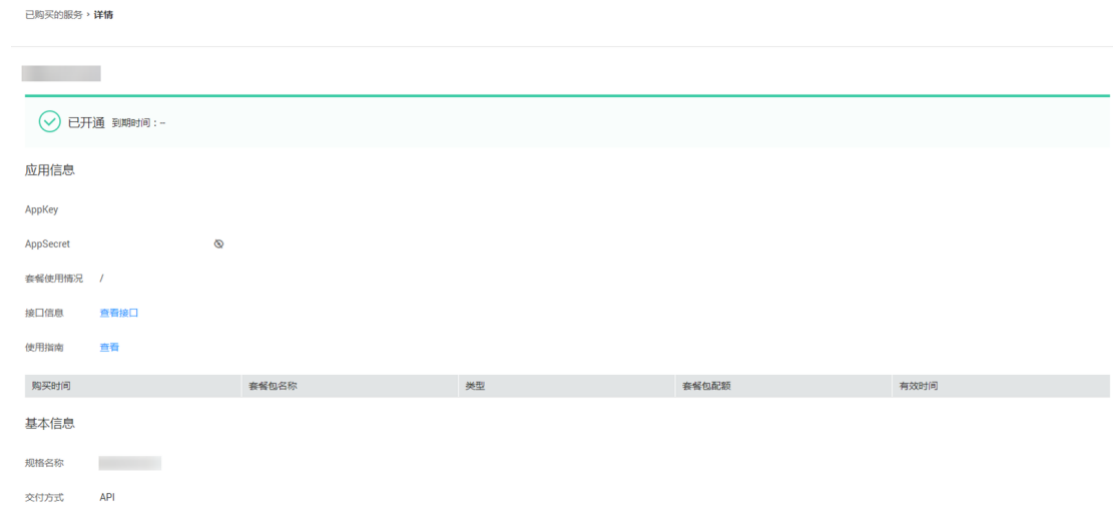 已购买的服务 > 详情
已开通 到期时间：--
应用信息
AppKey
AppSecret
套餐使用情况 /
接口信息 查看接口
使用指南 查看
购买时间 套餐包名称 类型 套餐包配额 有效时间
基本信息
规格名称
交付方式 API